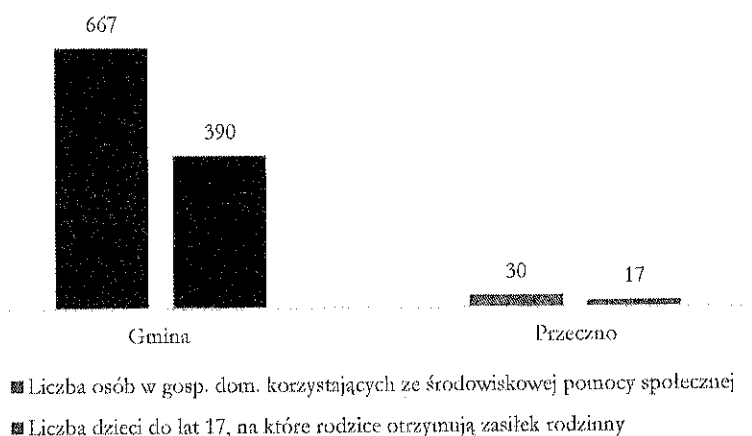 667
390
30
17
Gmina
Przeczno
Liczba osób w gosp. dom. korzystających ze środowiskowej pomocy społecznej
Liczba dzieci do lat 17, na które rodzice otrzymują zasiłek rodzinny